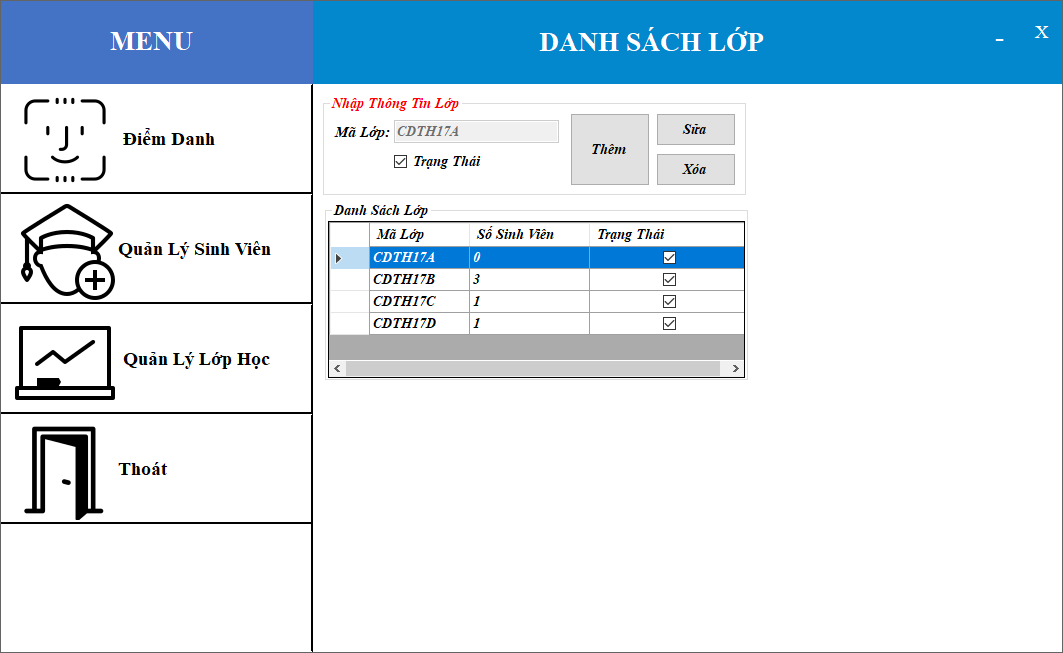 MENU
DANH SÁCH LỚP
- X
Điểm Danh
Quản Lý Sinh Viên
Quản Lý Lớp Học
Thoát
Nhập Thông Tin Lớp
Mã Lớp: CDTH17A
Trạng Thái
Thêm
Sửa
Xóa
Danh Sách Lớp
Mã Lớp Số Sinh Viên Trạng Thái
CDTH17A 0
CDTH17B 3
CDTH17C 1
CDTH17D 1